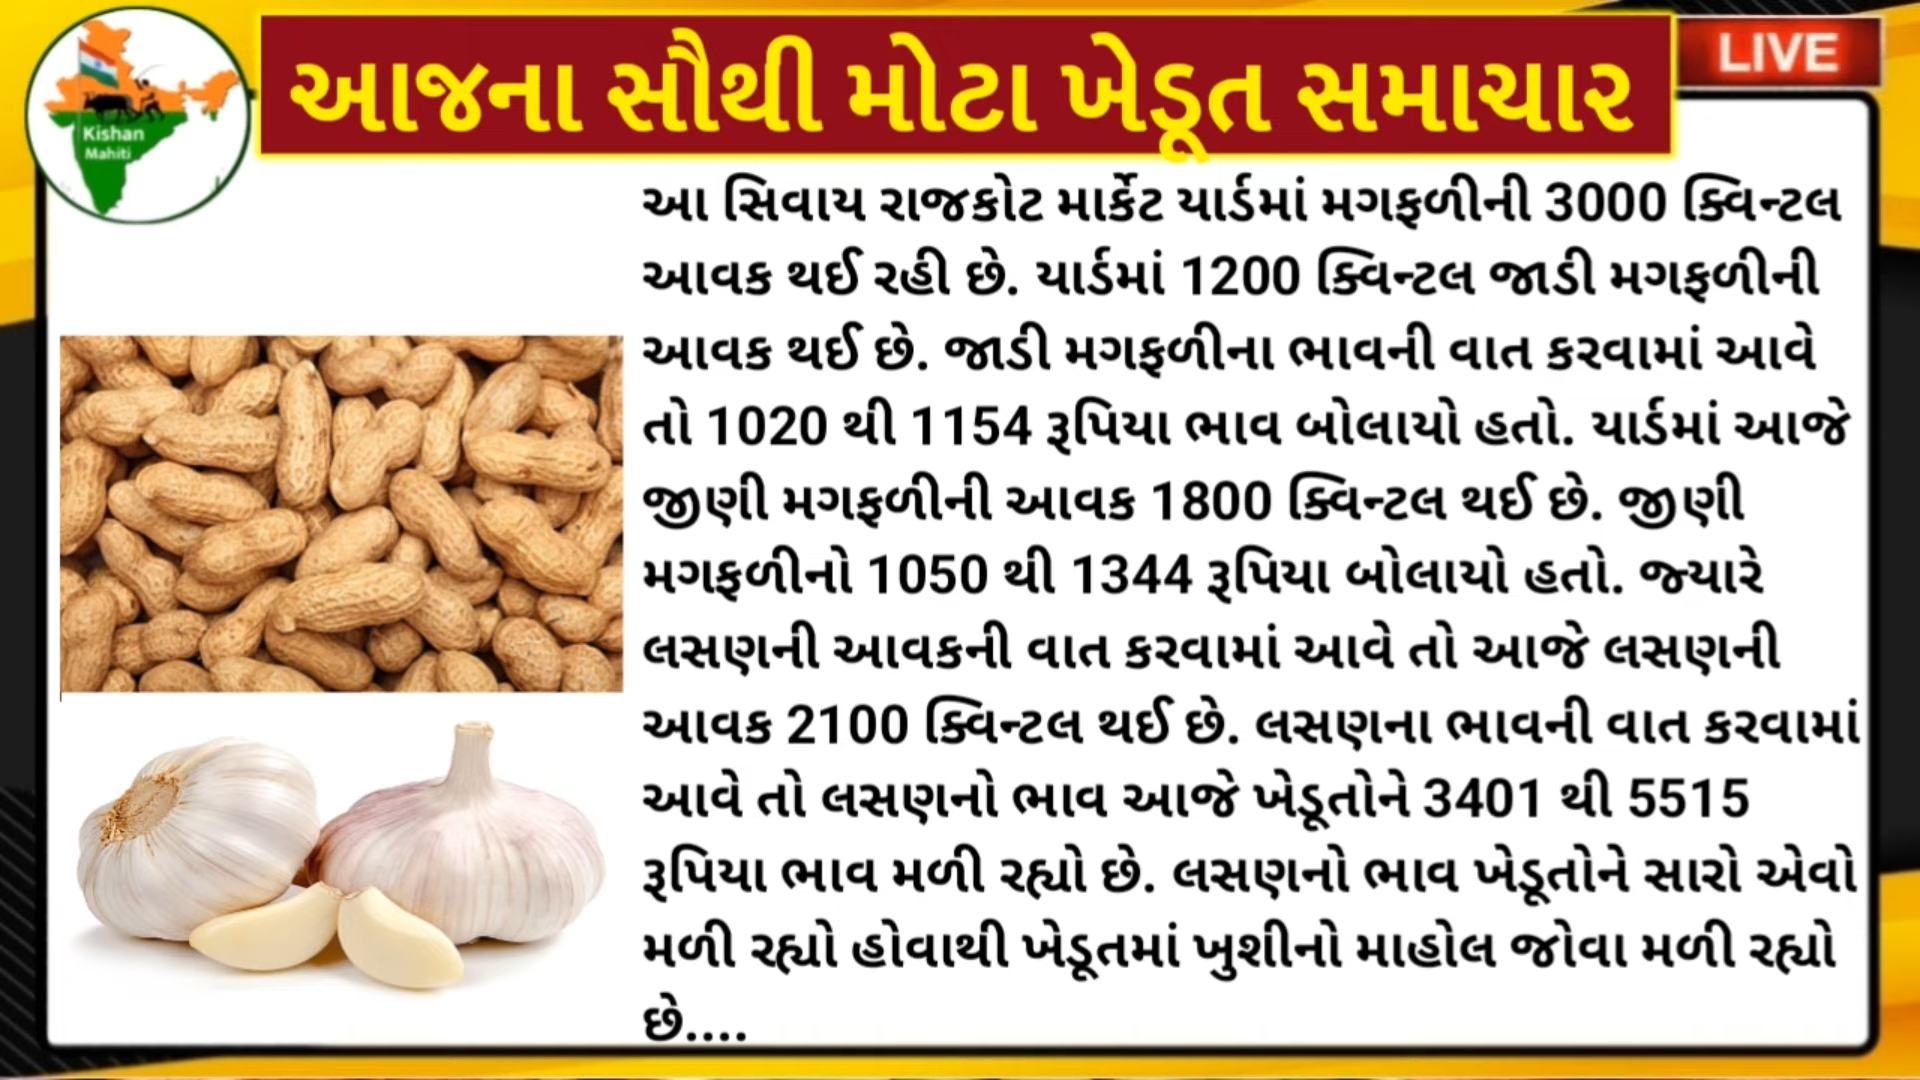 Kishan
Mahiti
આજના સૌથી મોટા ખેડૂત સમાચાર
LIVE
આ સિવાય રાજકોટ માર્કેટ યાર્ડમાં મગફળીની 3000 ક્વિન્ટલ
આવક થઈ રહી છે. યાર્ડમાં 1200 ક્વિન્ટલ જાડી મગફળીની
આવક થઈ છે. જાડી મગફળીના ભાવની વાત કરવામાં આવે
તો 1020 થી 1154 રૂપિયા ભાવ બોલાયો હતો. યાર્ડમાં આજે
જીણી મગફળીની આવક 1800 ક્વિન્ટલ થઈ છે. જીણી
મગફળીનો 1050 થી 1344 રૂપિયા બોલાયો હતો. જ્યારે
લસણની આવકની વાત કરવામાં આવે તો આજે લસણની
આવક 2100 ક્વિન્ટલ થઈ છે. લસણના ભાવની વાત કરવામાં
આવે તો લસણનો ભાવ આજે ખેડૂતોને 3401 થી 5515
રૂપિયા ભાવ મળી રહ્યો છે. લસણનો ભાવ ખેડૂતોને સારો એવો
મળી રહ્યો હોવાથી ખેડૂતમાં ખુશીનો માહોલ જોવા મળી રહ્યો
છે....